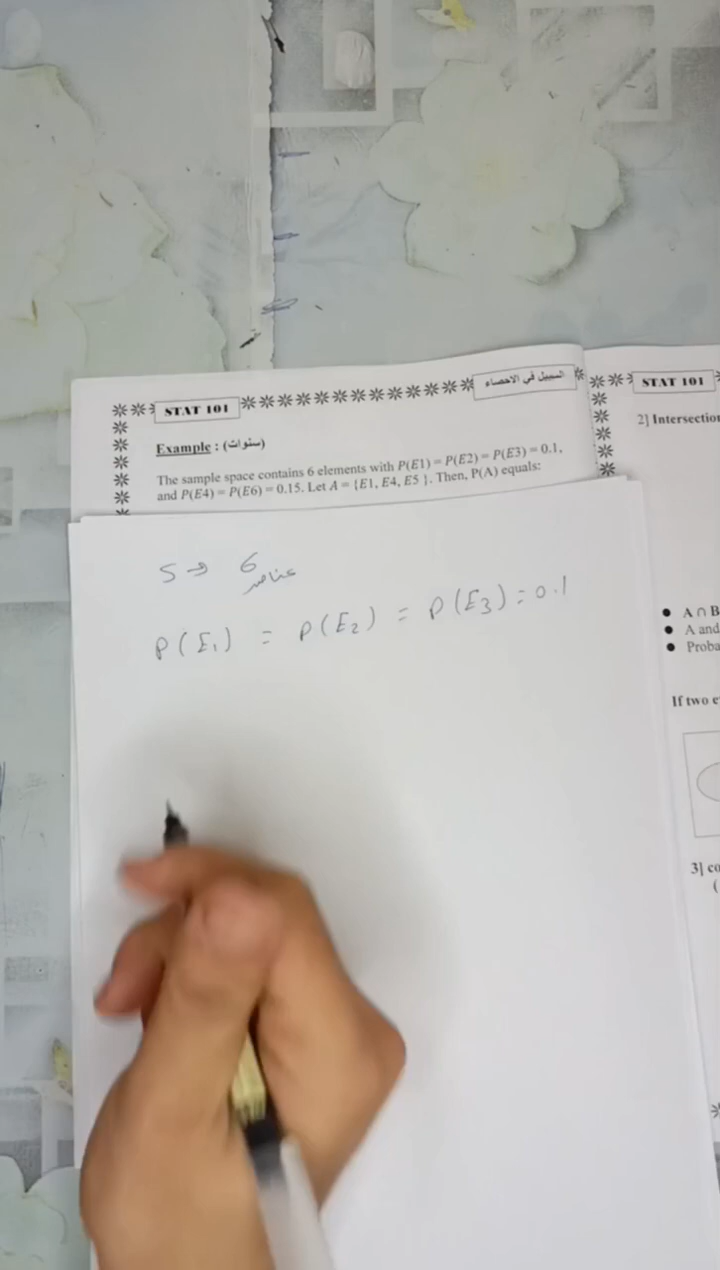 STAT 101
السبيل في الاحصاء
Example : (سنوات)
The sample space contains 6 elements with P(E1) = P(E2) = P(E3) = 0.1,
and P(E4) = P(E6) = 0.15. Let A = {E1, E4, E5 }. Then, P(A) equals:
S → 6
عناصر
P(E₁) = P(E₂) = P(E₃) = 0.1
STAT 101
2] Intersection
● A ∩ B
● A and
● Proba
If two e
3] co
(